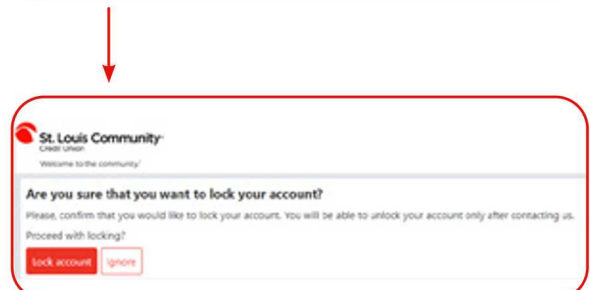 St. Louis Community
Credit Union
Welcome to the community.
Are you sure that you want to lock your account?
Please, confirm that you would like to lock your account. You will be able to unlock your account only after contacting us.
Proceed with locking?
Lock account Ignore